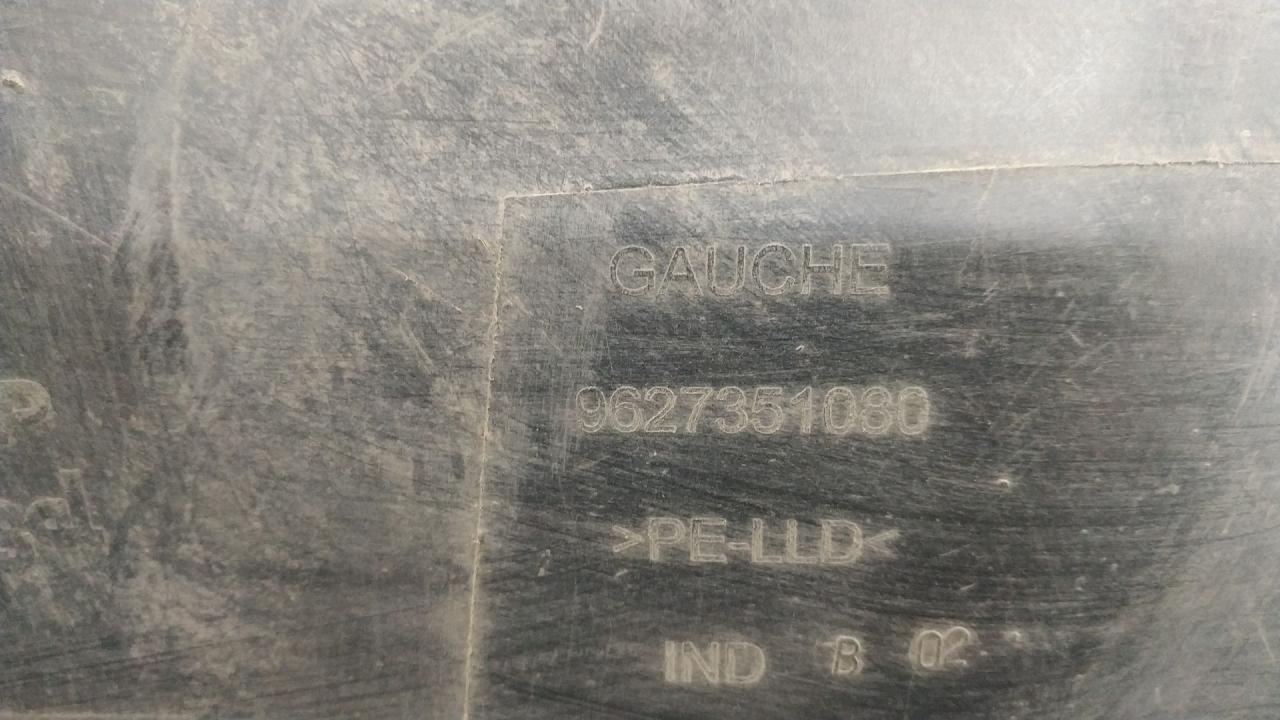 GAUCHE
9627351080
>PE-LLD<
IND B 02